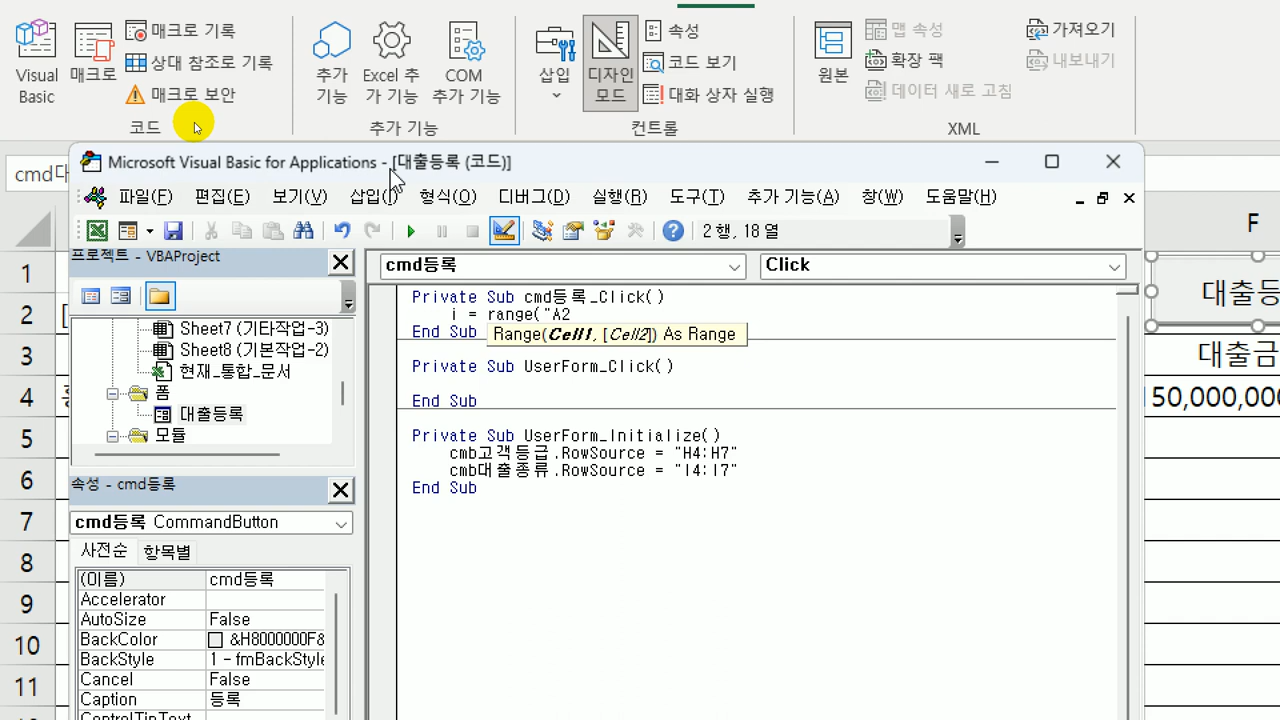 Visual Basic
매크로
매크로 기록
상대 참조로 기록
매크로 보안
코드
추가 기능
Excel 추가 기능
COM 추가 기능
추가 기능
삽입
디자인 모드
속성
코드 보기
대화 상자 실행
컨트롤
원본
맵 속성
확장 팩
데이터 새로 고침
가져오기
내보내기
XML
Microsoft Visual Basic for Applications - [대출등록 (코드)]
파일(F) 편집(E) 보기(V) 삽입(I) 형식(O) 디버그(D) 실행(R) 도구(T) 추가 기능(A) 창(W) 도움말(H)
2 행, 18 열
프로젝트 - VBAProject
Sheet7 (기타작업-3)
Sheet8 (기본작업-2)
현재_통합_문서
폼
대출등록
모듈
속성 - cmd등록
cmd등록 CommandButton
사전순 항목별
(이름) cmd등록
Accelerator
AutoSize False
BackColor &H8000000F&
BackStyle 1 - fmBackStyle
Cancel False
Caption 등록
ControlTipText
cmd등록 Click
Private Sub cmd등록_Click()
i = range("A2
End Sub
Range(Cell1, [Cell2]) As Range
Private Sub UserForm_Click()
End Sub
Private Sub UserForm_Initialize()
cmb고객등급.RowSource = "H4:H7"
cmb대출종류.RowSource = "I4:I7"
End Sub
cmd대
F
1
2
3
4
5
6
7
8
9
10
11
대출등
대출금
150,000,000